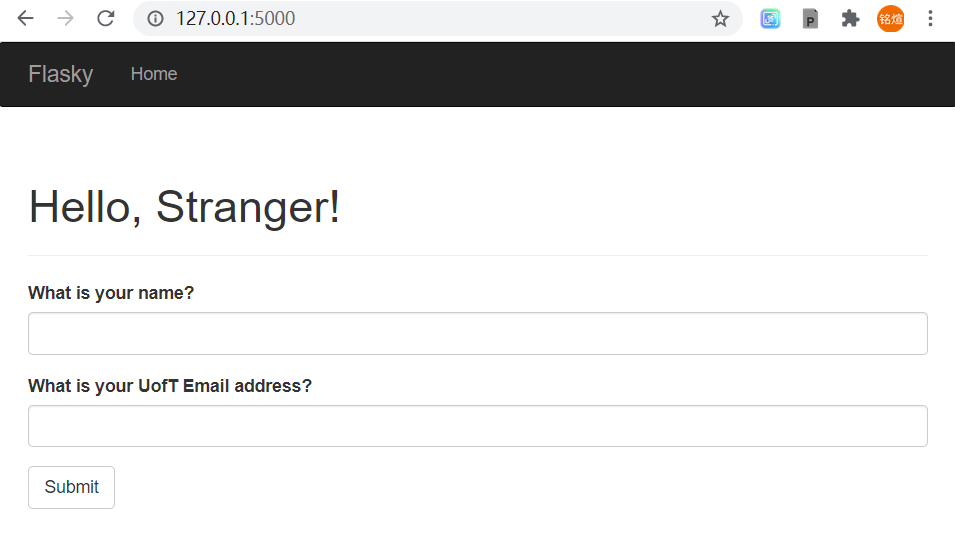 127.0.0.1:5000
P
铭煊
Flasky Home
Hello, Stranger!
What is your name?
What is your UofT Email address?
Submit